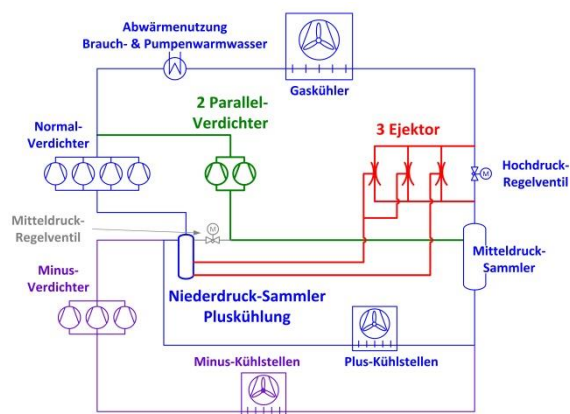 Abwärmenutzung
Brauch- & Pumpenwarmwasser
Gaskühler
2 Parallel-
Verdichter
Normal-
Verdichter
3 Ejektor
Hochdruck-
Regelventil
M
Mitteldruck-
Regelventil
M
Mitteldruck-
Sammler
Minus-
Verdichter
Niederdruck-Sammler
Pluskühlung
Minus-Kühlstellen
Plus-Kühlstellen